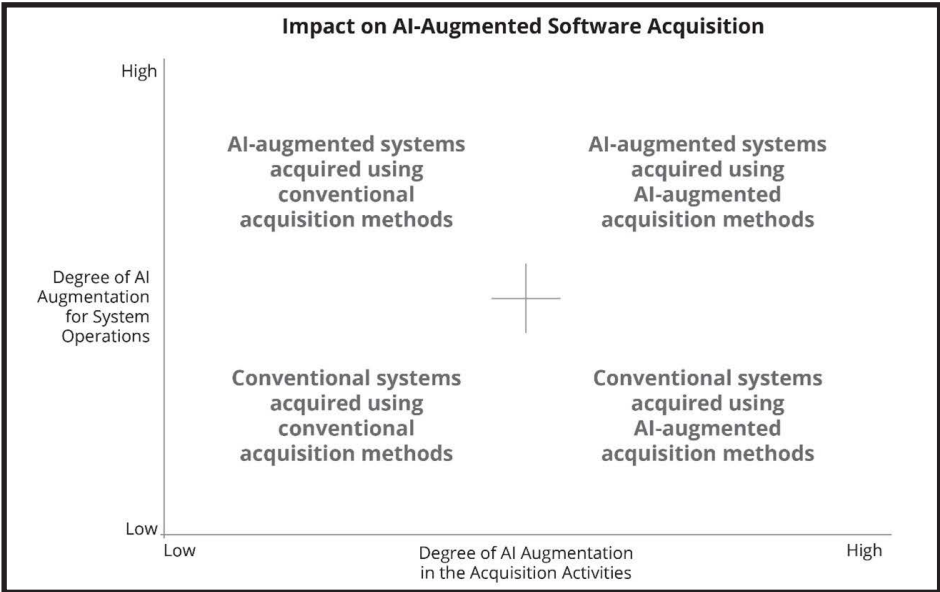 Impact on AI-Augmented Software Acquisition
High
AI-augmented systems
acquired using
conventional
acquisition methods
AI-augmented systems
acquired using
AI-augmented
acquisition methods
Degree of AI
Augmentation
for System
Operations
Conventional systems
acquired using
conventional
acquisition methods
Conventional systems
acquired using
AI-augmented
acquisition methods
Low
Low
Degree of AI Augmentation
in the Acquisition Activities
High